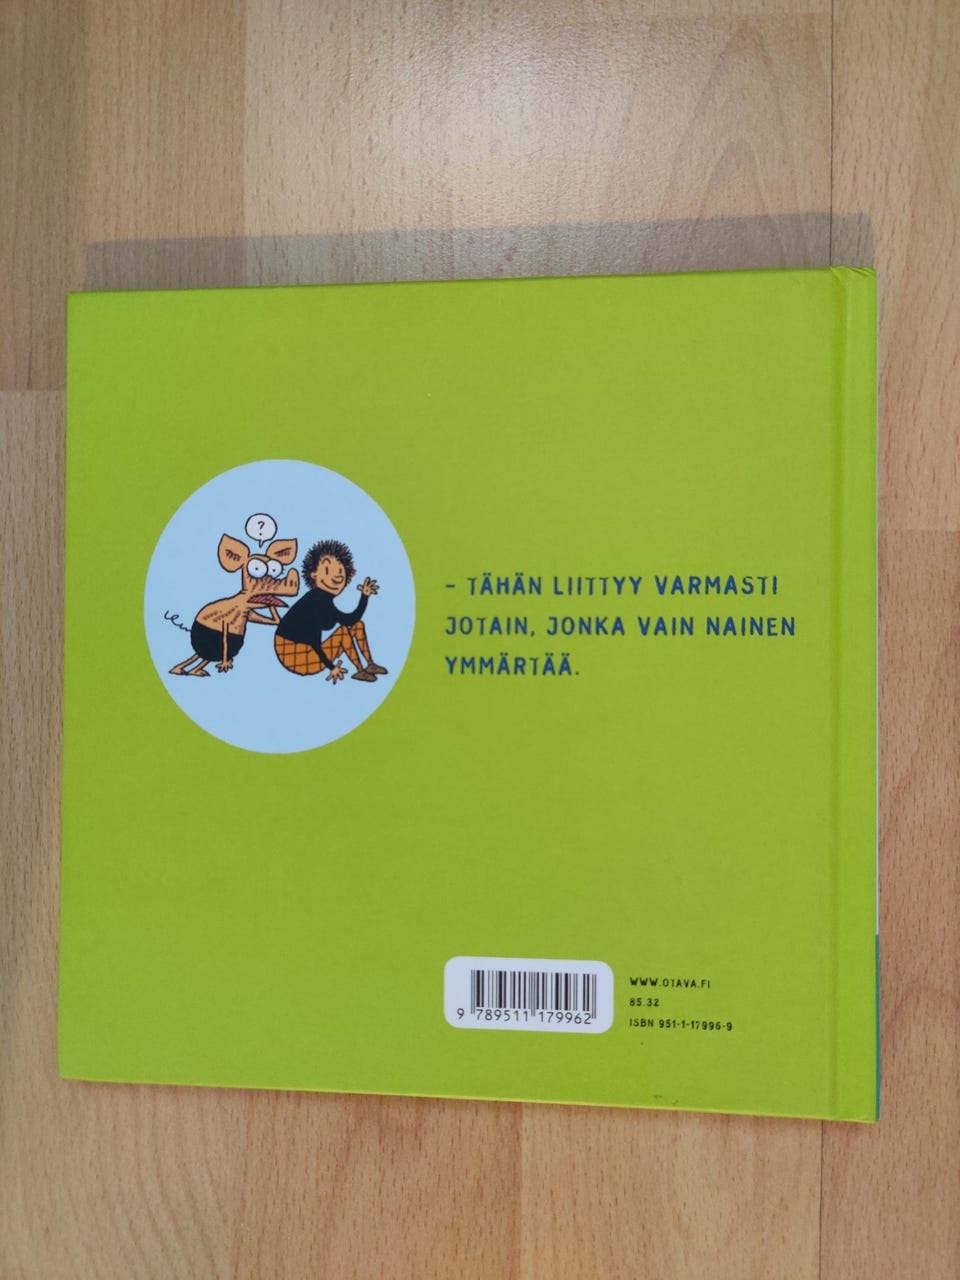 ?
– TÄHÄN LIITTYY VARMASTI
JOTAIN, JONKA VAIN NAINEN
YMMÄRTÄÄ.
9 789511 179962
WWW.OTAVA.FI
85.32
ISBN 951-1-17996-9